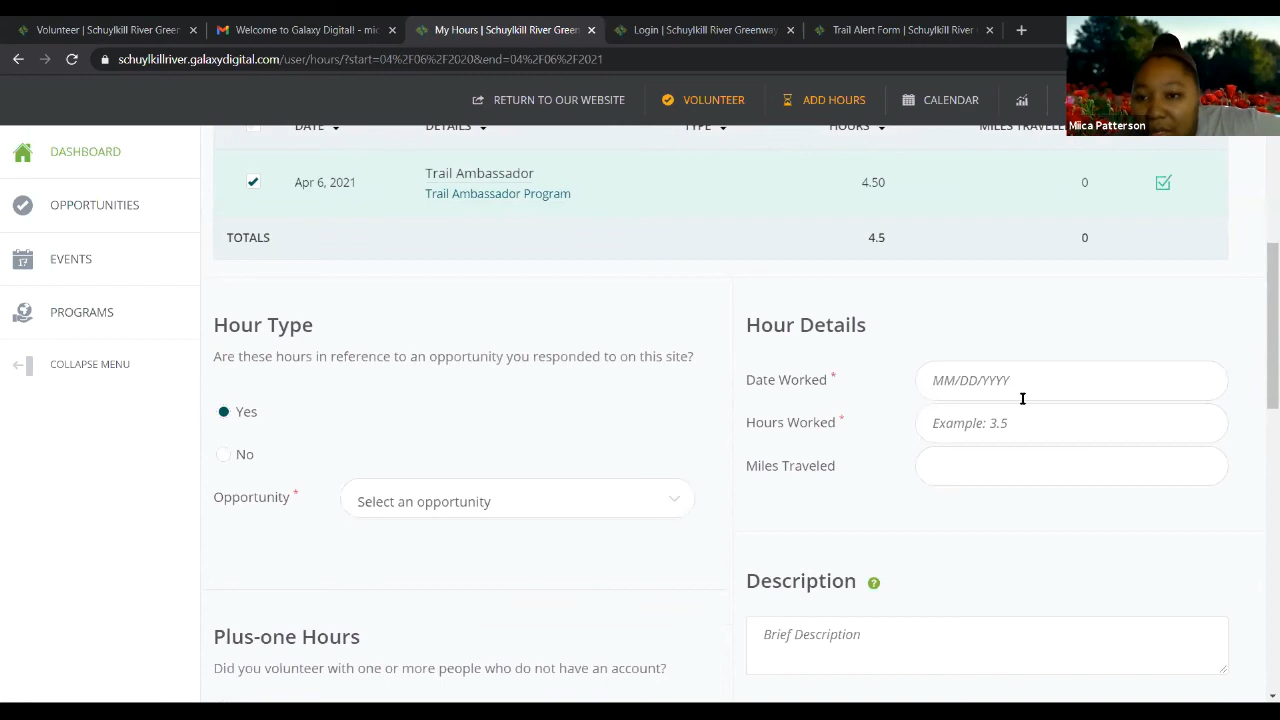 Volunteer | Schuylkill River Green
Welcome to Galaxy Digital! - mic
My Hours | Schuylkill River Green
Login | Schuylkill River Greenway
Trail Alert Form | Schuylkill River
schuylkillriver.galaxydigital.com/user/hours/?start=04%2F06%2F2020&end=04%2F06%2F2021
RETURN TO OUR WEBSITE
VOLUNTEER
ADD HOURS
CALENDAR
Miica Patterson
DATE
DETAILS
TYPE
HOURS
MILES TRAVELED
DASHBOARD
OPPORTUNITIES
EVENTS
17
PROGRAMS
COLLAPSE MENU
Apr 6, 2021
Trail Ambassador
Trail Ambassador Program
4.50
0
TOTALS
4.5
0
Hour Type
Are these hours in reference to an opportunity you responded to on this site?
Yes
No
Opportunity *
Select an opportunity
Plus-one Hours
Did you volunteer with one or more people who do not have an account?
Hour Details
Date Worked *
MM/DD/YYYY
Hours Worked *
Example: 3.5
Miles Traveled
Description ?
Brief Description